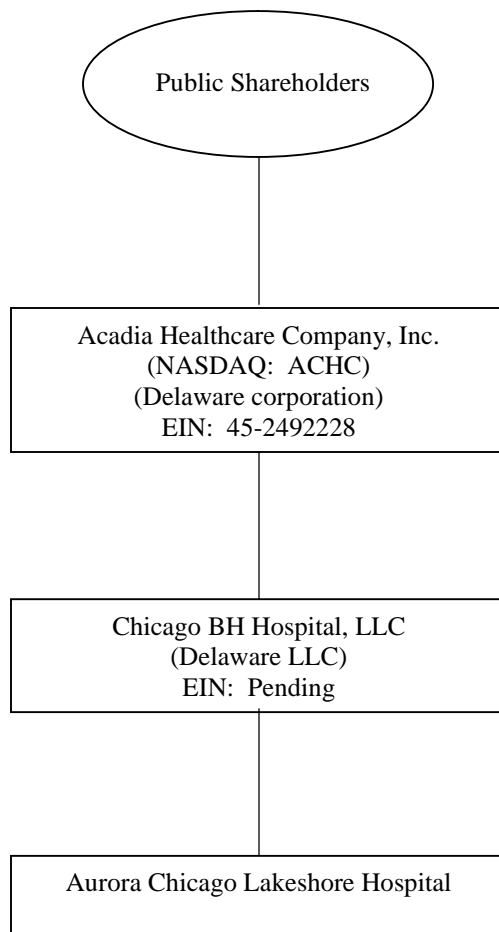 Public Shareholders
Acadia Healthcare Company, Inc.
(NASDAQ: ACHC)
(Delaware corporation)
EIN: 45-2492228
Chicago BH Hospital, LLC
(Delaware LLC)
EIN: Pending
Aurora Chicago Lakeshore Hospital